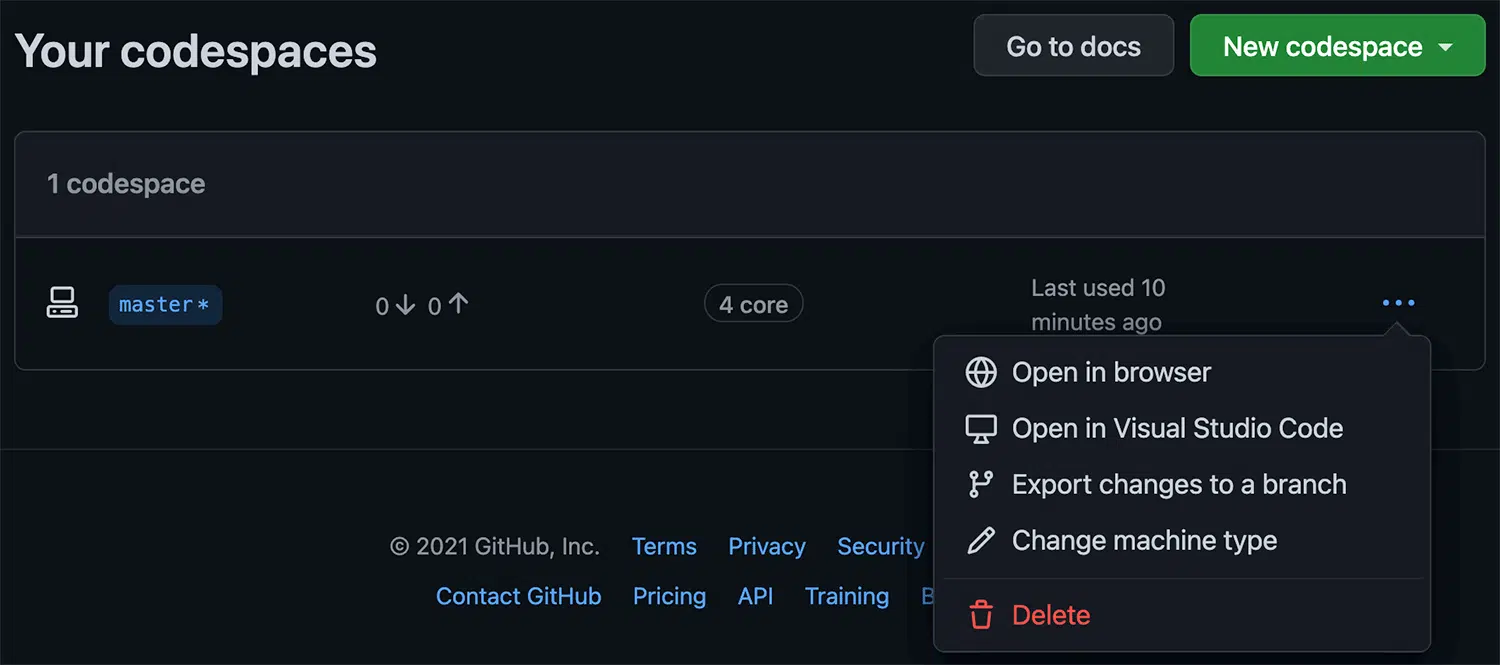 Your codespaces
Go to docs
New codespace
1 codespace
master*
0 0
4 core
Last used 10
minutes ago
Open in browser
Open in Visual Studio Code
Export changes to a branch
Change machine type
Delete
© 2021 GitHub, Inc. Terms Privacy Security
Contact GitHub Pricing API Training